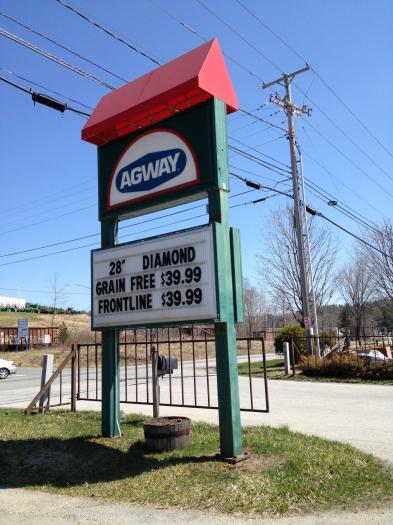 AGWAY
28' DIAMOND
GRAIN FREE $39.99
FRONTLINE $39.99